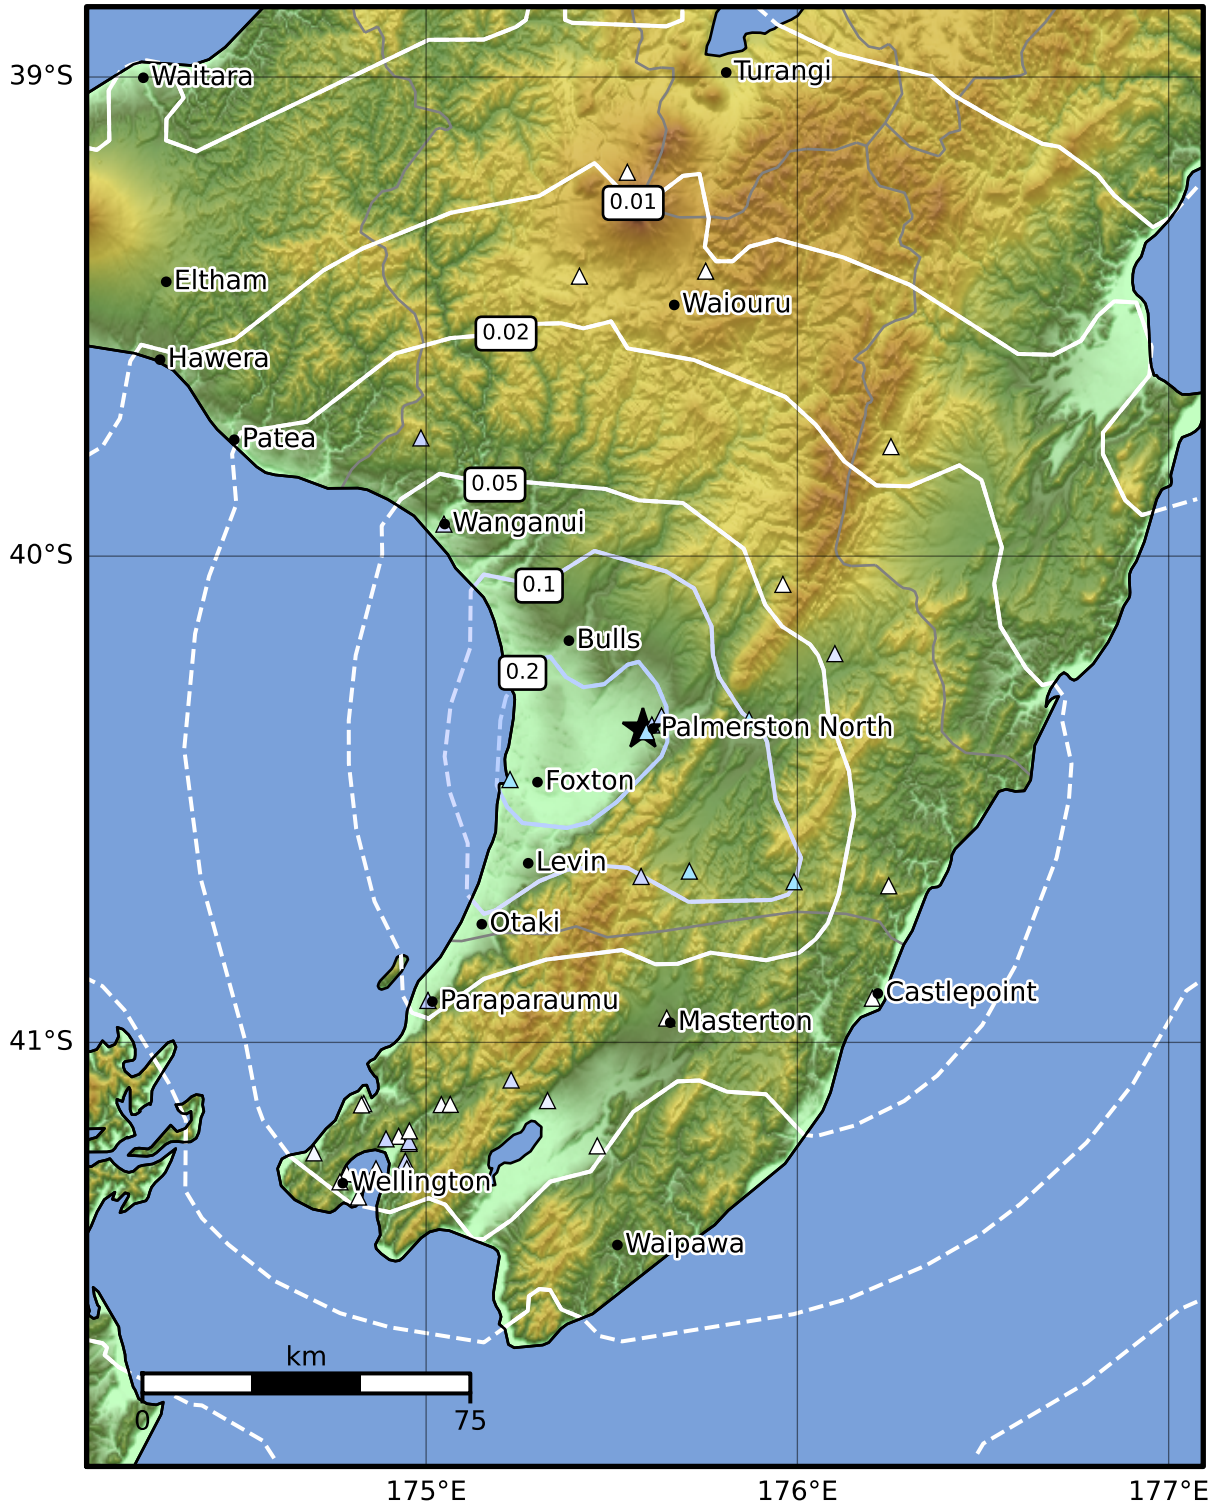 39°S
Waitara
Turangi
0.01
Eltham
Waiouru
0.02
Hawera
Patea
0.05
Wanganui
40°S
0.1
Bulls
0.2
Palmerston North
Foxton
Levin
Otaki
Castlepoint
Paraparaumu
Masterton
41°S
Wellington
Waipawa
km
0 75
175°E 176°E 177°E